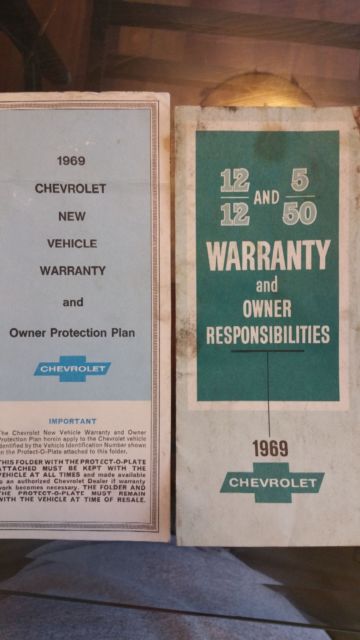 1969
CHEVROLET
NEW
VEHICLE
WARRANTY
and
Owner Protection Plan
CHEVROLET
IMPORTANT
The Chevrolet New Vehicle Warranty and Owner
Protection Plan herein apply to the Chevrolet vehicle
identified by the Vehicle Identification Number shown
on the Protect-O-Plate attached to this folder.
THIS FOLDER WITH THE PROTECT-O-PLATE
ATTACHED MUST BE KEPT WITH THE
VEHICLE AT ALL TIMES and made available
to an authorized Chevrolet Dealer if warranty
work becomes necessary. THE FOLDER AND
THE PROTECT-O-PLATE MUST REMAIN
WITH THE VEHICLE AT TIME OF RESALE.
12/12 AND 5/50
WARRANTY
and
OWNER
RESPONSIBILITIES
1969
CHEVROLET